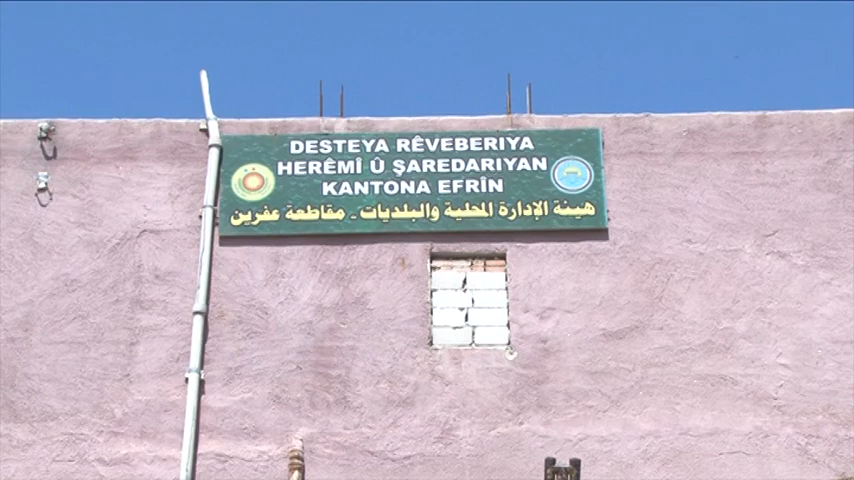 DESTEYA RÊVEBERIYA
HERÊMÎ Û ŞAREDARIYAN
KANTONA EFRÎN
هيئة الإدارة المحلية والبلديات - مقاطعة عفرين